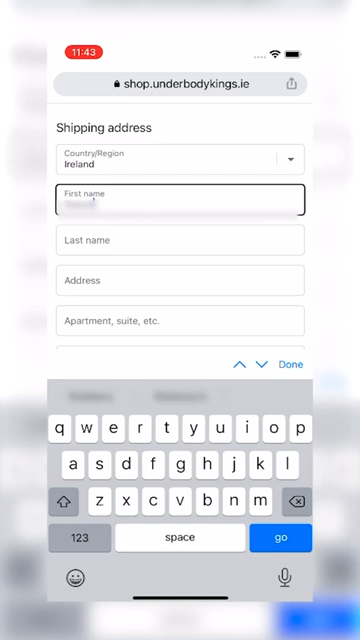 11:43
shop.underbodykings.ie
Shipping address
Country/Region
Ireland
First name
Last name
Address
Apartment, suite, etc.
Done
q w e r t y u i o p
a s d f g h j k l
z x c v b n m
123 space go